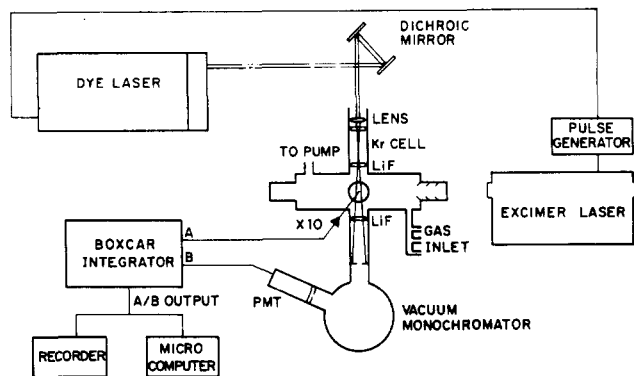 DICHROIC
MIRROR
DYE LASER
LENS
Kr CELL
TO PUMP
LiF
PULSE
GENERATOR
X10
LiF
GAS
INLET
EXCIMER LASER
A
BOXCAR
INTEGRATOR
B
A/B OUTPUT
PMT
VACUUM
MONOCHROMATOR
RECORDER
MICRO
COMPUTER